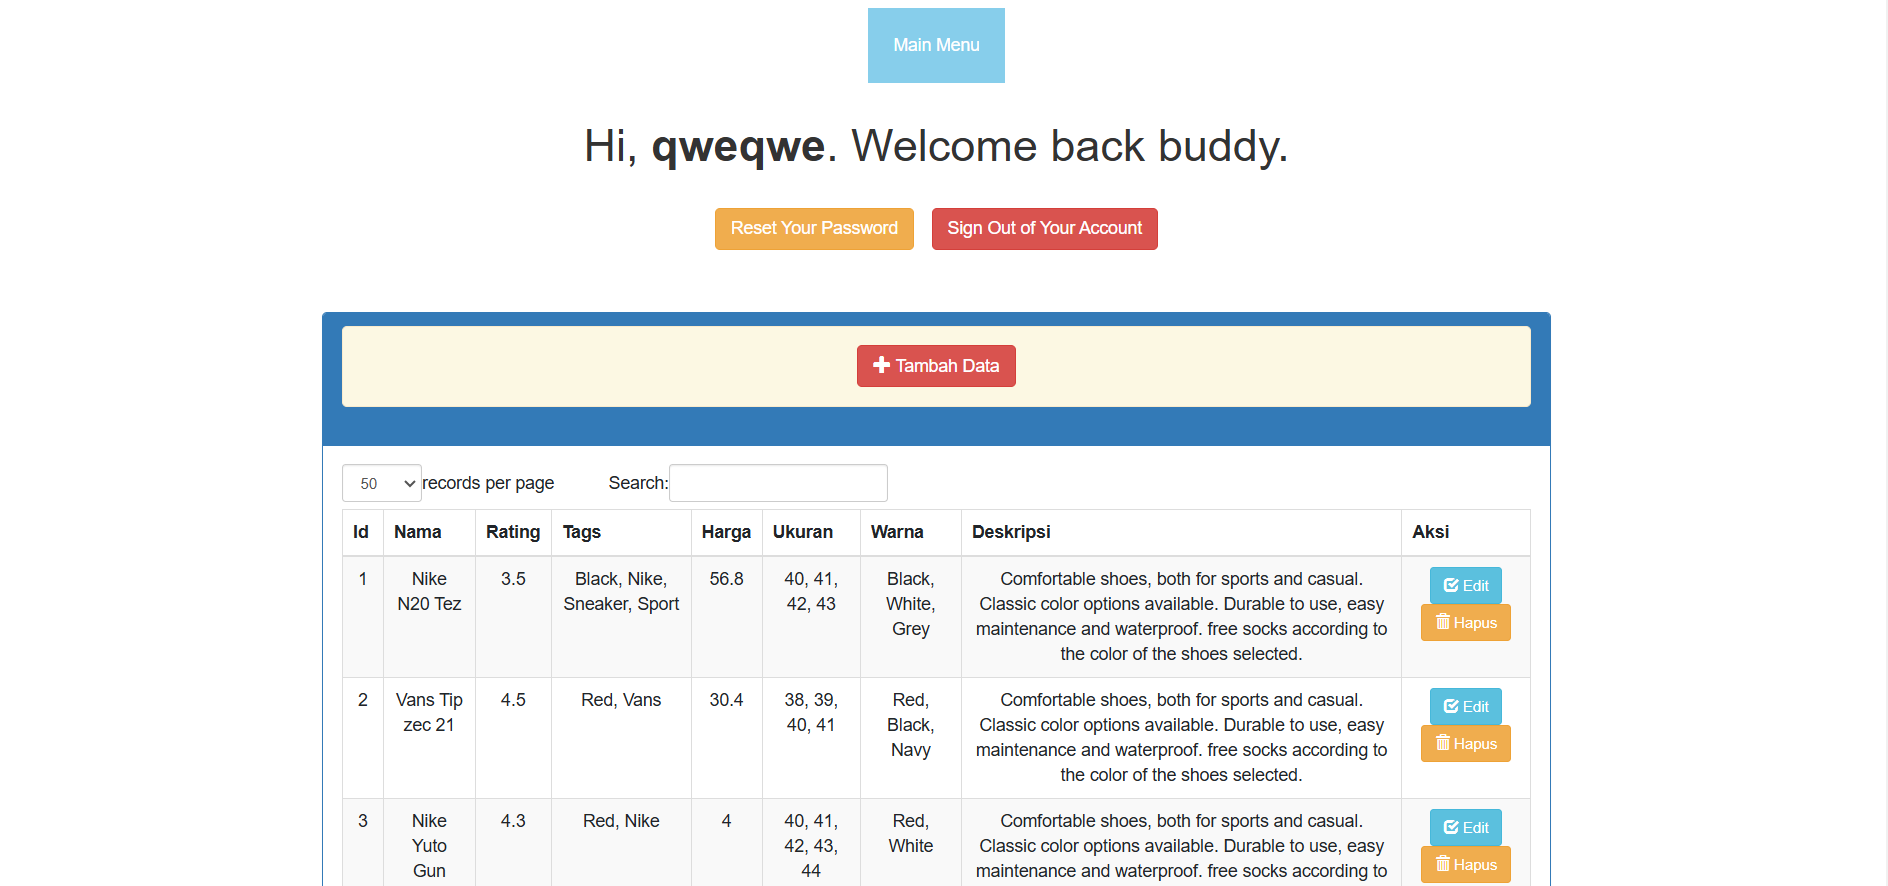 Main Menu
Hi, qweqwe. Welcome back buddy.
Reset Your Password Sign Out of Your Account
Tambah Data
50 records per page Search:
Id Nama Rating Tags Harga Ukuran Warna Deskripsi Aksi
1 Nike 3.5 Black, Nike, 56.8 40, 41, Black, Comfortable shoes, both for sports and casual. Edit
N20 Tez Sneaker, Sport 42, 43 White, Classic color options available. Durable to use, easy
Grey maintenance and waterproof. free socks according to Hapus
the color of the shoes selected.
2 Vans Tip 4.5 Red, Vans 30.4 38, 39, Red, Comfortable shoes, both for sports and casual. Edit
zec 21 40, 41 Black, Classic color options available. Durable to use, easy
Navy maintenance and waterproof. free socks according to Hapus
the color of the shoes selected.
3 Nike 4.3 Red, Nike 4 40, 41, Red, Comfortable shoes, both for sports and casual. Edit
Yuto 42, 43, White Classic color options available. Durable to use, easy
Gun 44 maintenance and waterproof. free socks according to Hapus